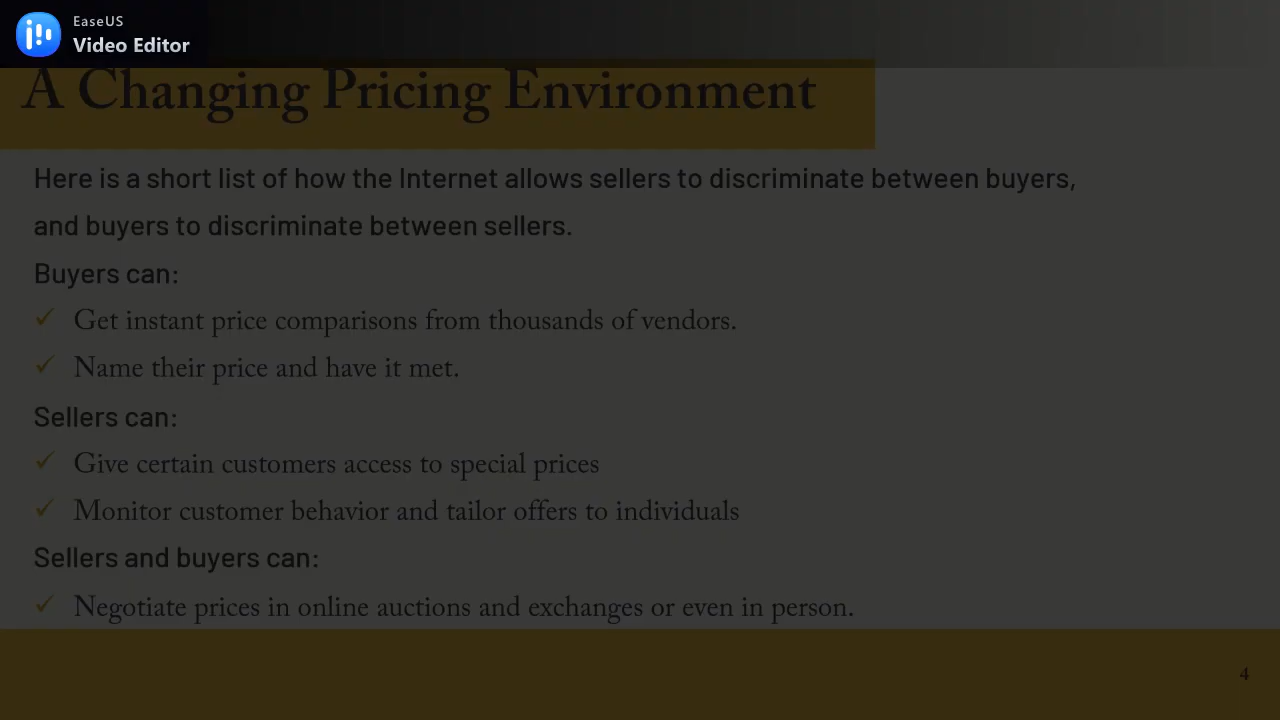 EaseUS
Video Editor
A Changing Pricing Environment
Here is a short list of how the Internet allows sellers to discriminate between buyers,
and buyers to discriminate between sellers.
Buyers can:
✓ Get instant price comparisons from thousands of vendors.
✓ Name their price and have it met.
Sellers can:
✓ Give certain customers access to special prices
✓ Monitor customer behavior and tailor offers to individuals
Sellers and buyers can:
✓ Negotiate prices in online auctions and exchanges or even in person.
4